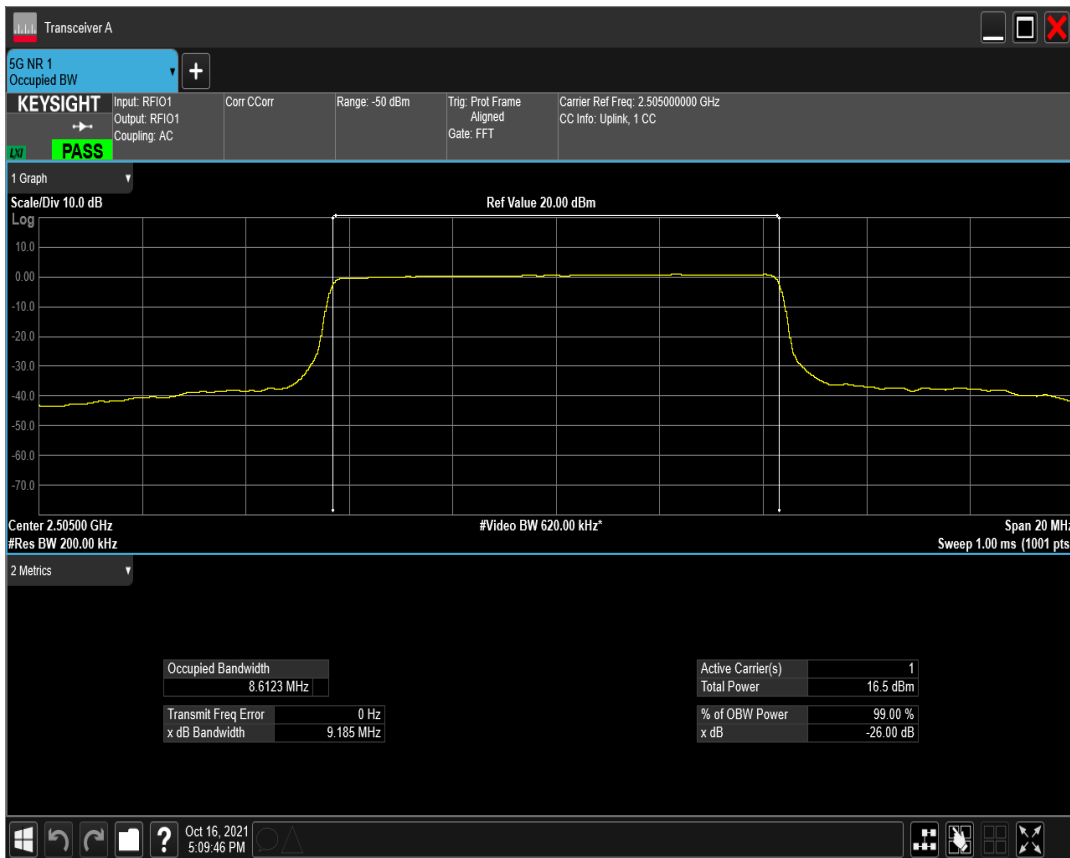 Transceiver A
5G NR 1
Occupied BW
+
KEYSIGHT
LXI
PASS
Input: RFIO1
Output: RFIO1
Coupling: AC
Corr CCorr
Range: -50 dBm
Trig: Prot Frame
Aligned
Gate: FFT
Carrier Ref Freq: 2.505000000 GHz
CC Info: Uplink, 1 CC
1 Graph
Scale/Div 10.0 dB
Ref Value 20.00 dBm
Log
10.0
0.00
-10.0
-20.0
-30.0
-40.0
-50.0
-60.0
-70.0
Center 2.50500 GHz
#Video BW 620.00 kHz*
Span 20 MHz
#Res BW 200.00 kHz
Sweep 1.00 ms (1001 pts
2 Metrics
Occupied Bandwidth
8.6123 MHz
Transmit Freq Error 0 Hz
x dB Bandwidth 9.185 MHz
Active Carrier(s) 1
Total Power 16.5 dBm
% of OBW Power 99.00 %
x dB -26.00 dB
?
Oct 16, 2021
5:09:46 PM